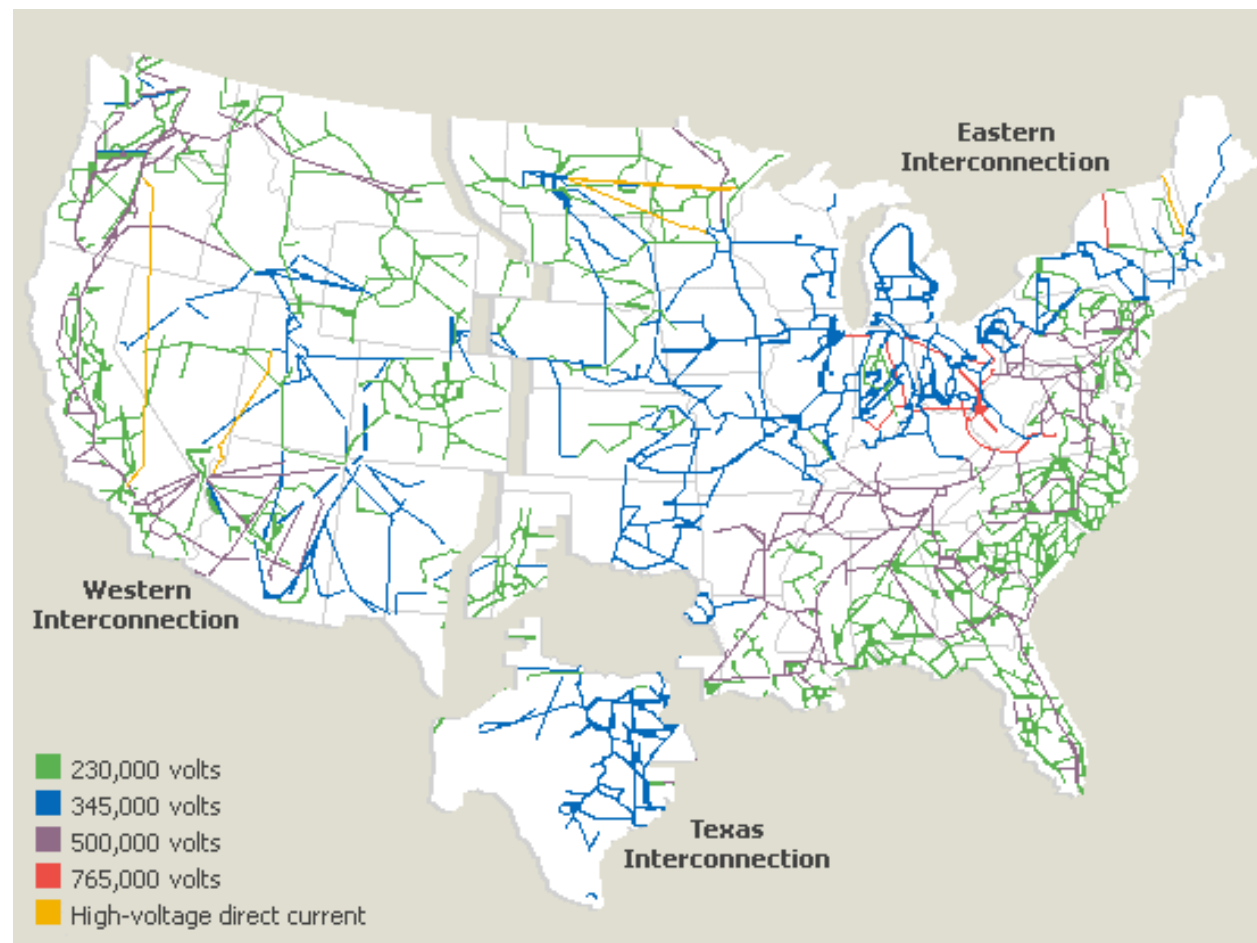 Eastern
Interconnection
Western
Interconnection
Texas
Interconnection
230,000 volts
345,000 volts
500,000 volts
765,000 volts
High-voltage direct current